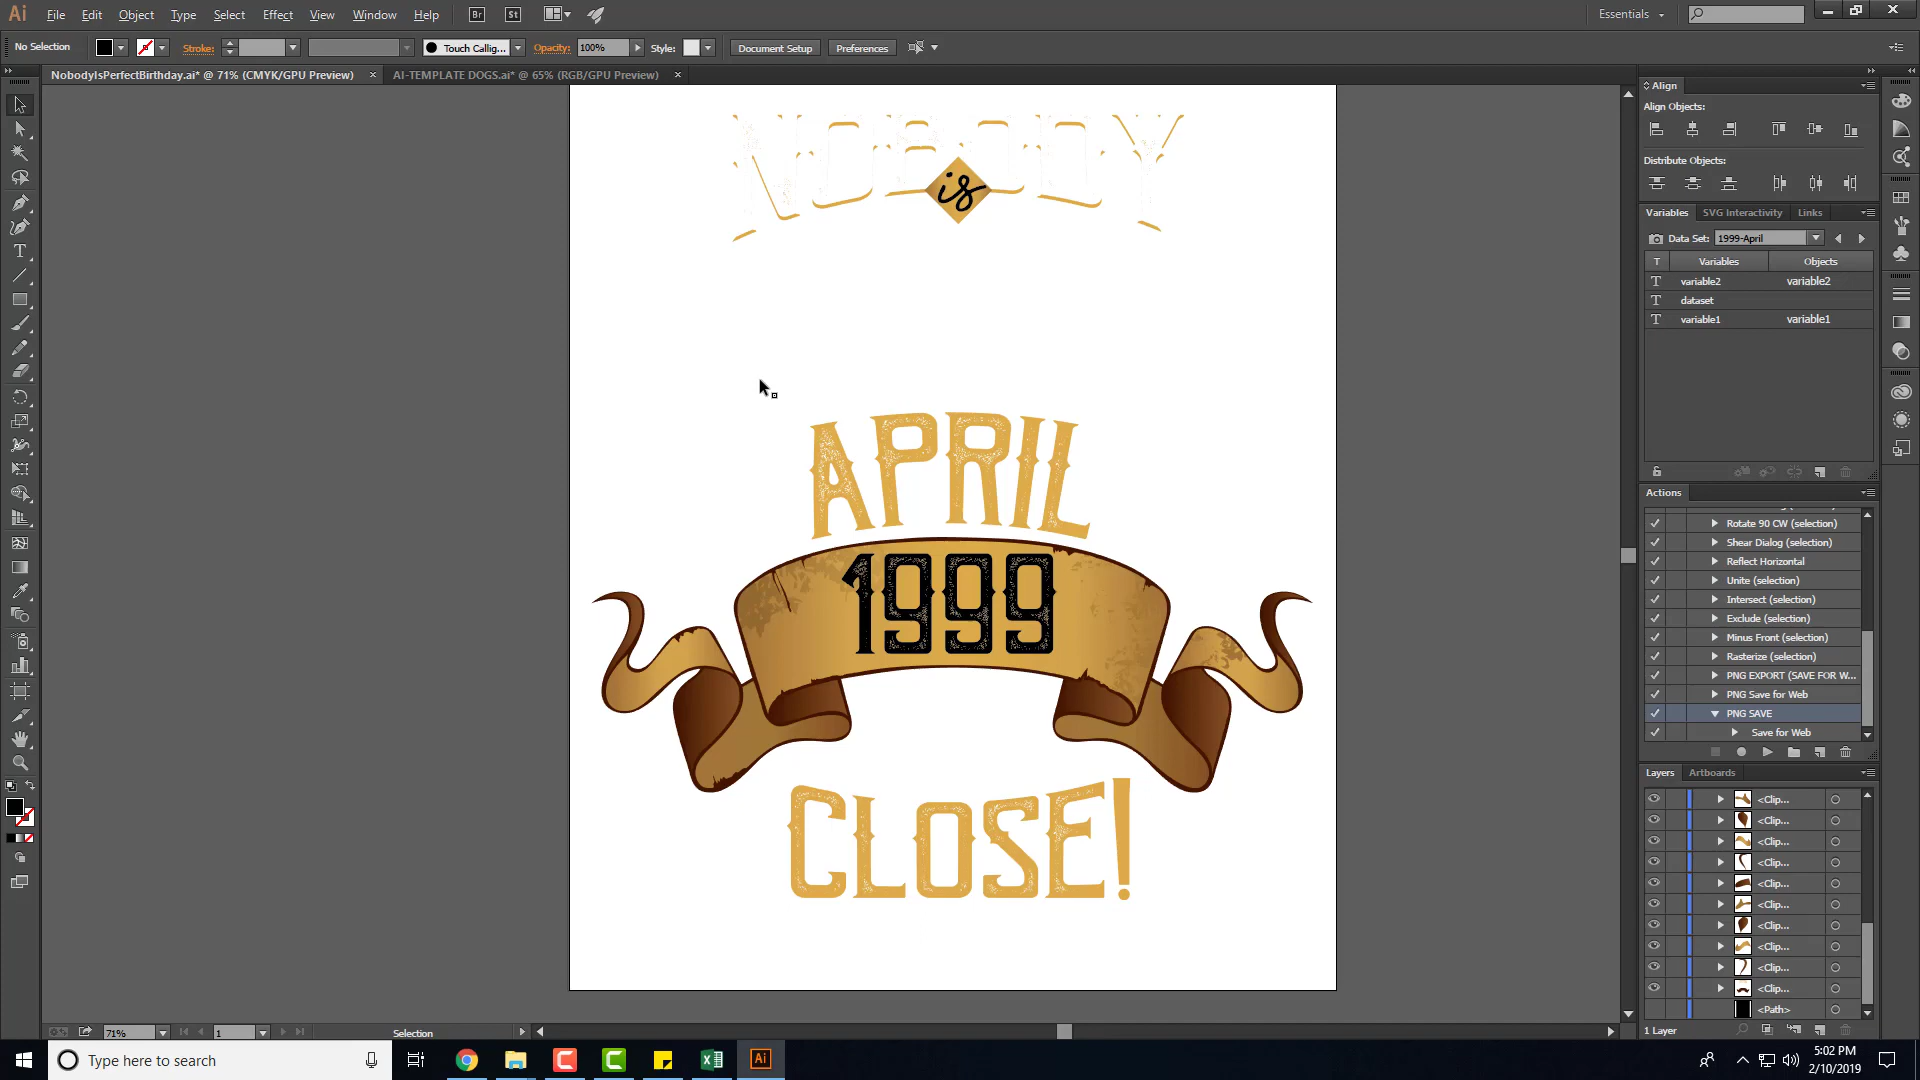 Ai File Edit Object Type Select Effect View Window Help Br St Essentials
No Selection Stroke: Touch Callig... Opacity: 100% Style: Document Setup Preferences
NobodyIsPerfectBirthday.ai* @ 71% (CMYK/GPU Preview) × AI-TEMPLATE DOGS.ai* @ 65% (RGB/GPU Preview) ×
NOBODY
is
APRIL
1999
CLOSE!
Align
Align Objects:
Distribute Objects:
Variables SVG Interactivity Links
Data Set: 1999-April
T Variables Objects
T variable2 variable2
T dataset
T variable1 variable1
Actions
Rotate 90 CW (selection)
Shear Dialog (selection)
Reflect Horizontal
Unite (selection)
Intersect (selection)
Exclude (selection)
Minus Front (selection)
Rasterize (selection)
PNG EXPORT (SAVE FOR W...
PNG Save for Web
PNG SAVE
Save for Web
Layers Artboards
<Clip...
<Clip...
<Clip...
<Clip...
<Clip...
<Clip...
<Clip...
<Clip...
<Clip...
<Clip...
<Path>
1 Layer
71% 1 Selection
Type here to search
Ai
5:02 PM
2/10/2019